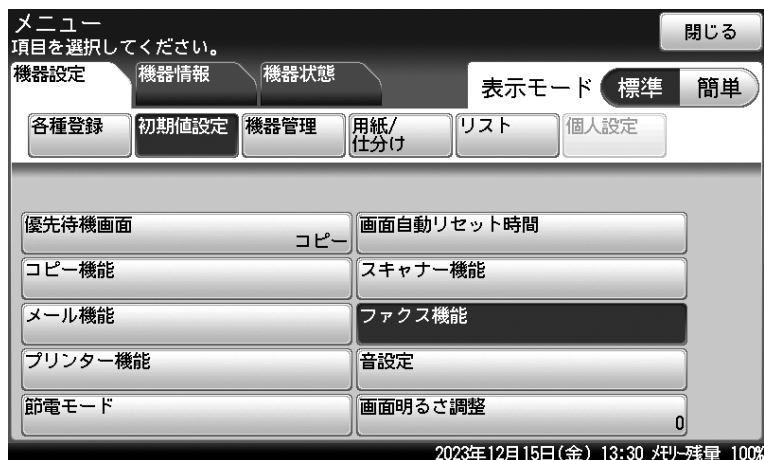 メニュー
項目を選択してください。
閉じる
機器設定
機器情報
機器状態
表示モード 標準 簡単
各種登録
初期値設定
機器管理
用紙/
仕分け
リスト
個人設定
優先待機画面
コピー
画面自動リセット時間
コピー機能
スキャナー機能
メール機能
ファクス機能
プリンター機能
音設定
節電モード
画面明るさ調整
0
2023年12月15日(金) 13:30 メモリー残量 100%